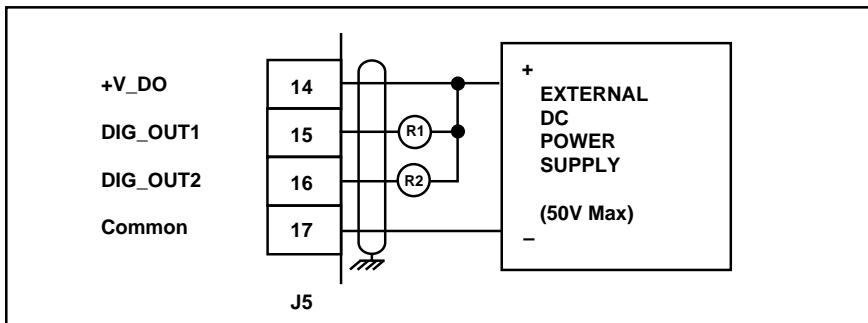 +V_DO
14
DIG_OUT1
15
R1
DIG_OUT2
16
R2
Common
17
J5
+
EXTERNAL
DC
POWER
SUPPLY
(50V Max)
–